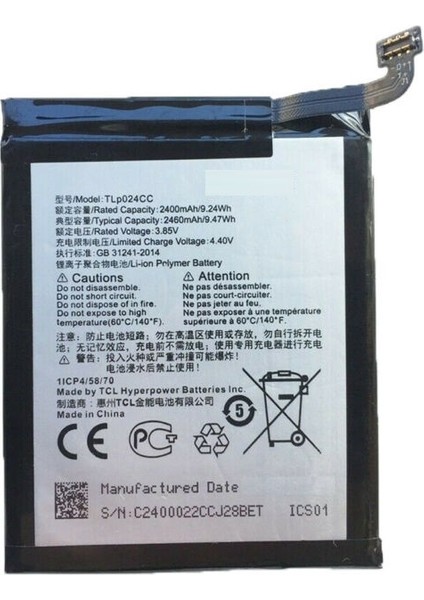 型号/Model: TLp024CC
额定容量/Rated Capacity: 2400mAh/9.24Wh
典型容量/Typical Capacity: 2460mAh/9.47Wh
额定电压/Rated Voltage: 3.85V
充电限制电压/Limited Charge Voltage: 4.40V
执行标准: GB 31241-2014
锂离子聚合物电池/Li-ion Polymer Battery
Cautions
Do not disassemble.
Do not short circuit.
Do not dispose of in fire.
Do not expose to high
temperature(60°C/140°F.)
Attention
Ne pas désassembler.
Ne pas court-circuiter.
Ne pas jeter au feu.
Ne pas exposer à une température
supérieure à 60°C/140°F.
注意: 防止电池短路; 勿在高温区使用或存放, 勿自行拆
无记忆效应, 充电前不需放电; 使用专用充电器.
警告: 投入火种或严重冲撞可能爆炸!
电池浸水后禁止使用!
1ICP4/58/70
Made by TCL Hyperpower Batteries Inc.
制造商: 惠州TCL金能电池有限公司
Made in China
5
CE
Manufactured Date
S/N:C2400022CCJ28BET
ICS01